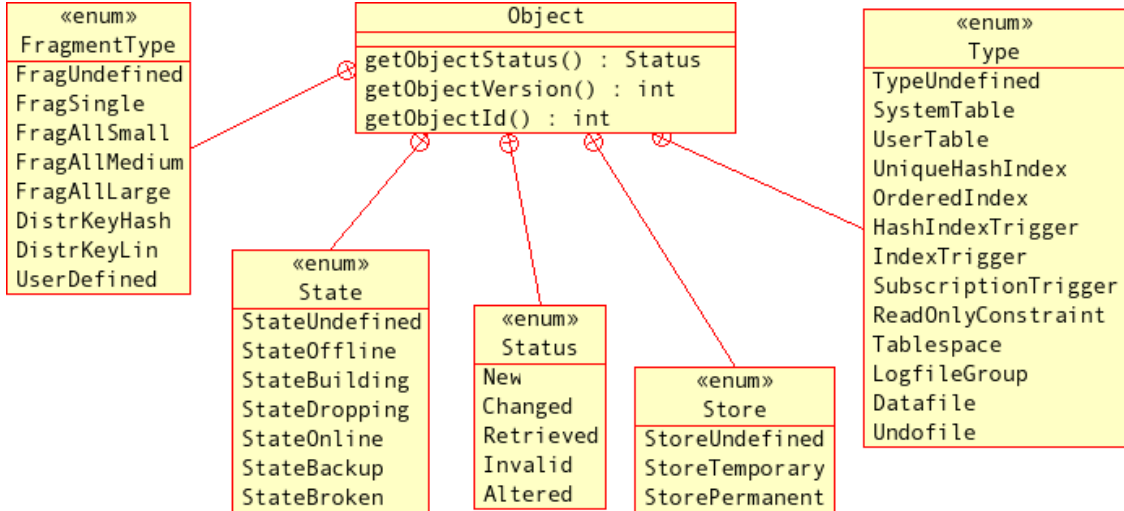 «enum»
FragmentType
FragUndefined
FragSingle
FragAllSmall
FragAllMedium
FragAllLarge
DistrKeyHash
DistrKeyLin
UserDefined
Object
getObjectStatus() : Status
getObjectVersion() : int
getObjectId() : int
«enum»
Type
TypeUndefined
SystemTable
UserTable
UniqueHashIndex
OrderedIndex
HashIndexTrigger
IndexTrigger
SubscriptionTrigger
ReadOnlyConstraint
Tablespace
LogfileGroup
Datafile
Undofile
«enum»
State
StateUndefined
StateOffline
StateBuilding
StateDropping
StateOnline
StateBackup
StateBroken
«enum»
Status
New
Changed
Retrieved
Invalid
Altered
«enum»
Store
StoreUndefined
StoreTemporary
StorePermanent